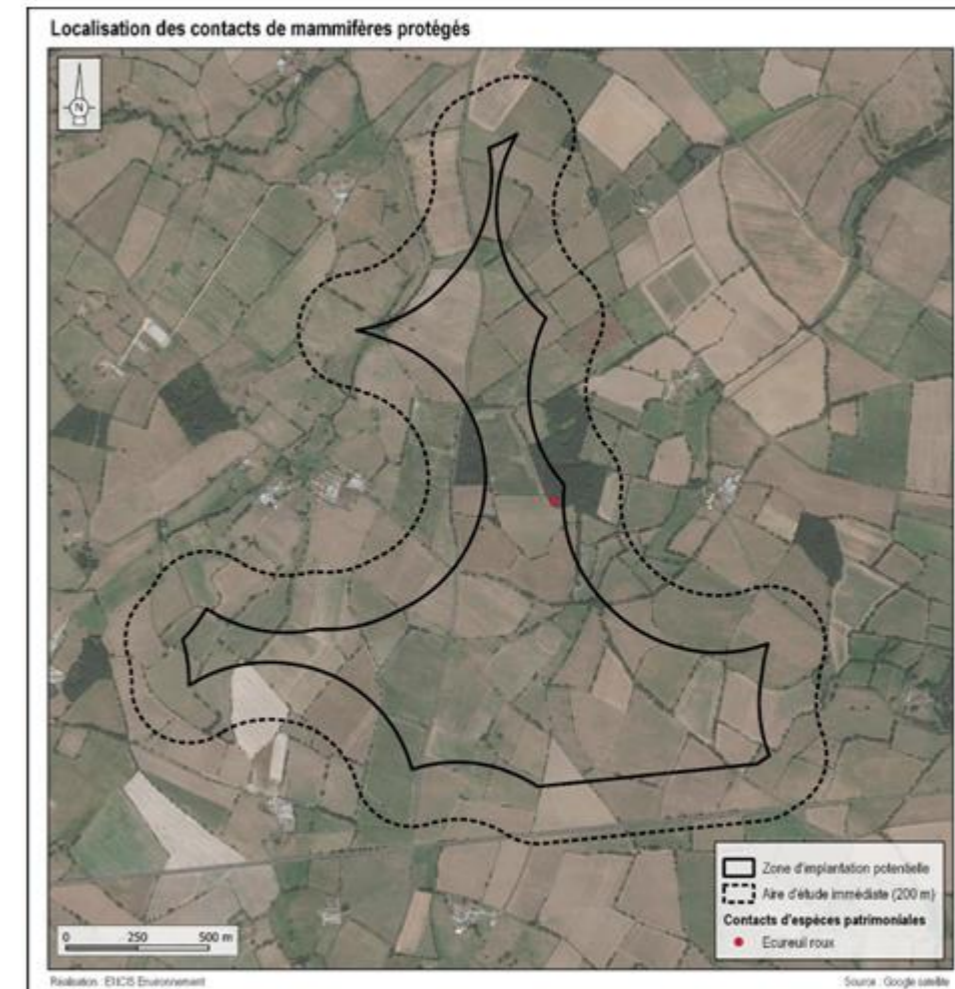 Localisation des contacts de mammifères protégés
N
0 250 500 m
Zone d'implantation potentielle
Aire d'étude immédiate (200 m)
Contacts d'espèces patrimoniales
Ecureuil roux
Réalisation : ENCIS Environnement
Source : Google satellite